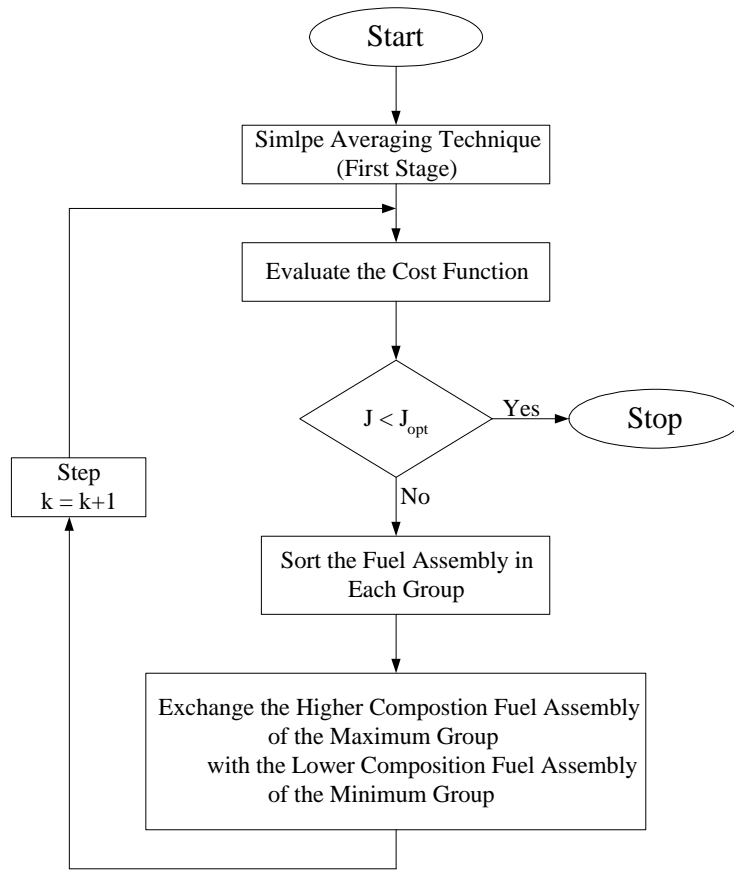 Start
Simlpe Averaging Technique
(First Stage)
Evaluate the Cost Function
J < Jopt
Yes
Stop
No
Step
k = k+1
Sort the Fuel Assembly in
Each Group
Exchange the Higher Compostion Fuel Assembly
of the Maximum Group
with the Lower Composition Fuel Assembly
of the Minimum Group